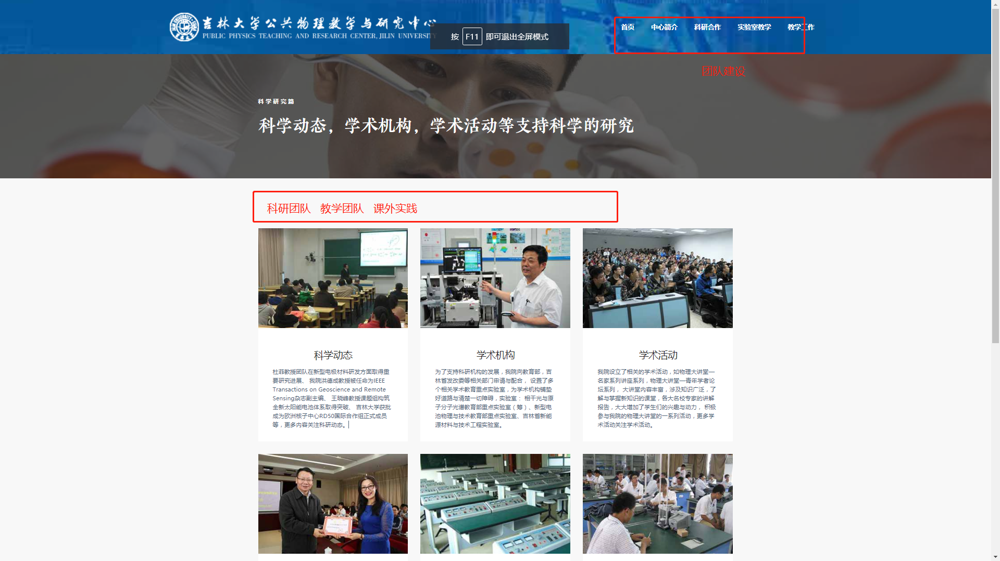 吉林大学公共物理教学与研究中心
PUBLIC PHYSICS TEACHING AND RESEARCH CENTER, JILIN UNIVERSITY
按 F11 即可退出全屏模式
首页 中心简介 科研合作 实验室教学 教学工作
团队建设
科学研究篇
科学动态，学术机构，学术活动等支持科学的研究
科研团队 教学团队 课外实践
科学动态
杜菲教授团队在新型电极材料研发方面取得重
要研究进展、 我院洪德成教授被任命为IEEE
Transactions on Geoscience and Remote
Sensing杂志副主编、 王晓峰教授课题组构筑
全新太阳能电池体系取得突破、 吉林大学获批
成为欧洲核子中心RD50国际合作组正式成员
等，更多内容关注科研动态。
学术机构
为了支持科研机构的发展，我院向教育部，吉
林省发改委等相关部门申请与配合， 设置了多
个相关学术教育重点实验室，为学术机构铺垫
好道路与清楚一切障碍，实验室： 相干光与原
子分子光谱教育部重点实验室（筹）、新型电
池物理与技术教育部重点实验室、吉林省新能
源材料与技术工程实验室。
学术活动
我院设立了相关的学术活动，如物理大讲堂—
名家系列讲座系列，物理大讲堂—青年学者论
坛系列， 大讲堂内容丰富，涉及知识广泛，了
解与掌握新知识的课堂，各大名校专家的讲解
报告，大大增加了学生们的兴趣与动力， 积极
参与我院的物理大讲堂的一系列活动，更多学
术活动关注学术活动。